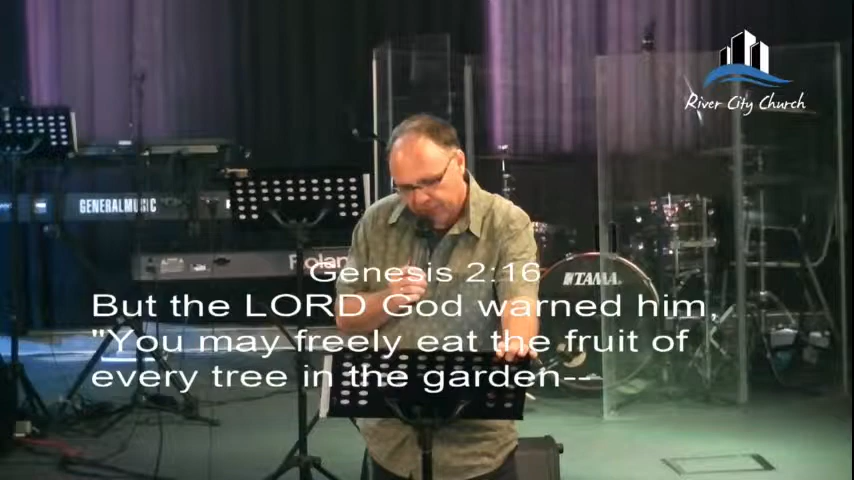 River City Church
GENERALMUSIC
Roland
TAMA
Genesis 2:16
But the LORD God warned him,
"You may freely eat the fruit of
every tree in the garden--